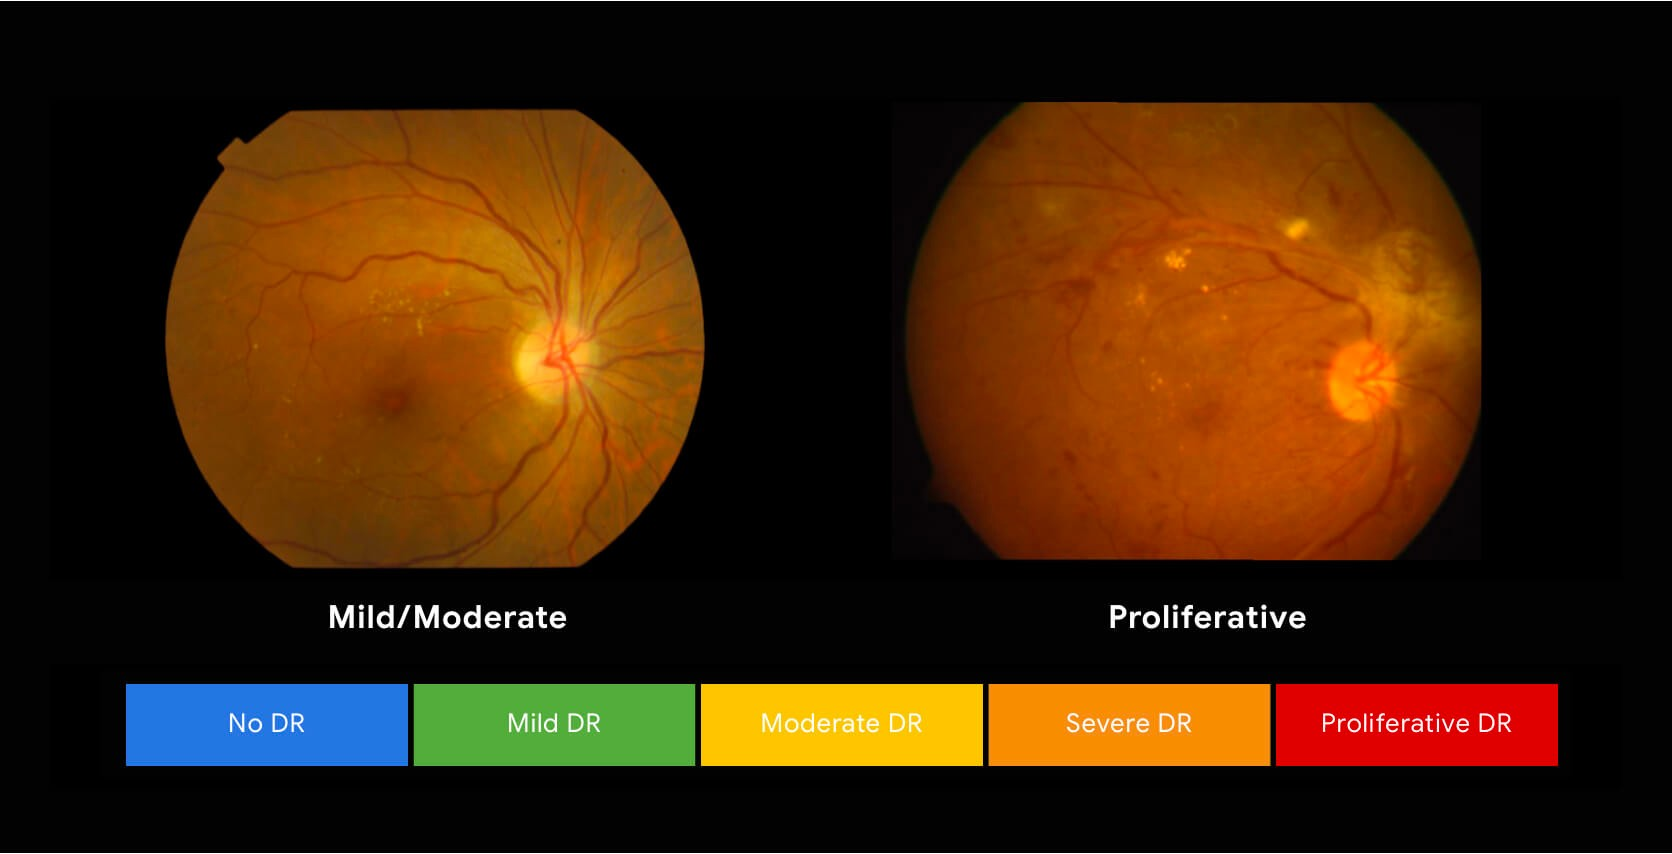 Mild/Moderate
Proliferative
No DR
Mild DR
Moderate DR
Severe DR
Proliferative DR